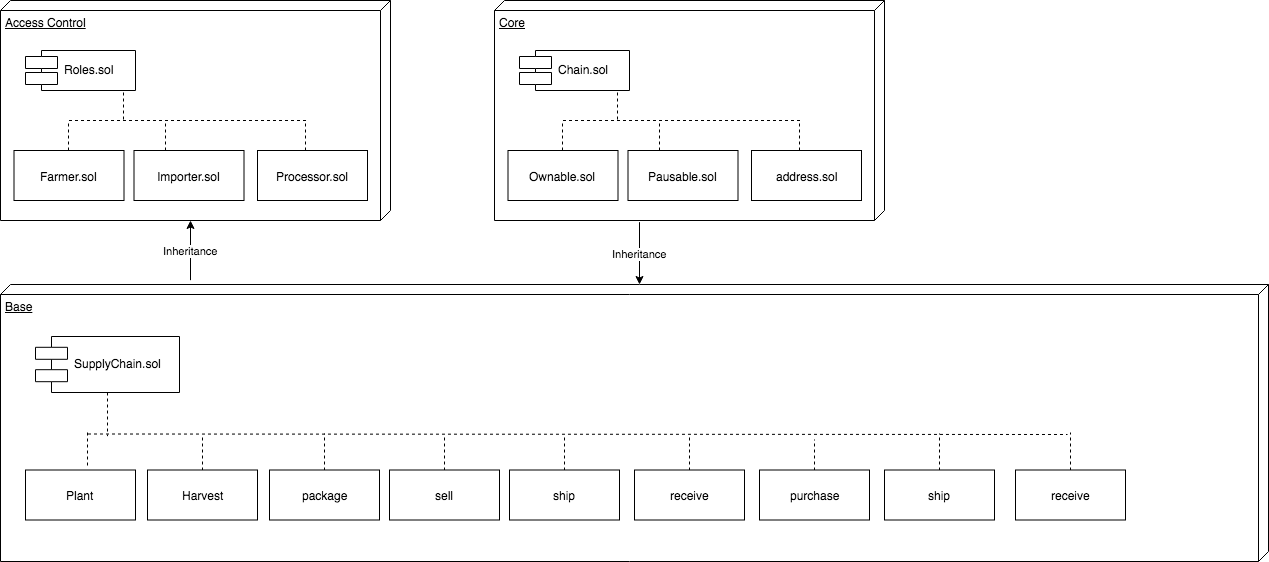 Access Control
Roles.sol
Farmer.sol
Importer.sol
Processor.sol
Core
Chain.sol
Ownable.sol
Pausable.sol
address.sol
Inheritance
Inheritance
Base
SupplyChain.sol
Plant
Harvest
package
sell
ship
receive
purchase
ship
receive